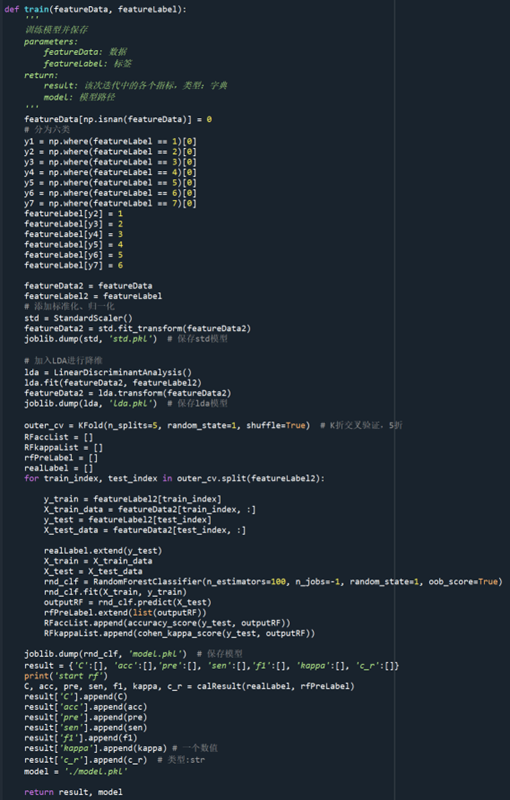 def train(featureData, featureLabel):
    '''
    训练模型并保存
    parameters:
        featureData: 数据
        featureLabel: 标签
    return:
        result: 该次迭代中的各个指标，类型：字典
        model: 模型路径
    '''
    featureData[np.isnan(featureData)] = 0
    # 分为六类
    y1 = np.where(featureLabel == 1)[0]
    y2 = np.where(featureLabel == 2)[0]
    y3 = np.where(featureLabel == 3)[0]
    y4 = np.where(featureLabel == 4)[0]
    y5 = np.where(featureLabel == 5)[0]
    y6 = np.where(featureLabel == 6)[0]
    y7 = np.where(featureLabel == 7)[0]
    featureLabel[y2] = 1
    featureLabel[y3] = 2
    featureLabel[y4] = 3
    featureLabel[y5] = 4
    featureLabel[y6] = 5
    featureLabel[y7] = 6

    featureData2 = featureData
    featureLabel2 = featureLabel
    # 添加标准化、归一化
    std = StandardScaler()
    featureData2 = std.fit_transform(featureData2)
    joblib.dump(std, 'std.pkl')  # 保存std模型

    # 加入LDA进行降维
    lda = LinearDiscriminantAnalysis()
    lda.fit(featureData2, featureLabel2)
    featureData2 = lda.transform(featureData2)
    joblib.dump(lda, 'lda.pkl')  # 保存lda模型

    outer_cv = KFold(n_splits=5, random_state=1, shuffle=True)  # K折交叉验证，5折
    RFaccList = []
    RFkappaList = []
    rfPreLabel = []
    realLabel = []
    for train_index, test_index in outer_cv.split(featureLabel2):

        y_train = featureLabel2[train_index]
        X_train_data = featureData2[train_index, :]
        y_test = featureLabel2[test_index]
        X_test_data = featureData2[test_index, :]

        realLabel.extend(y_test)
        X_train = X_train_data
        X_test = X_test_data
        rnd_clf = RandomForestClassifier(n_estimators=100, n_jobs=-1, random_state=1, oob_score=True)
        rnd_clf.fit(X_train, y_train)
        outputRF = rnd_clf.predict(X_test)
        rfPreLabel.extend(list(outputRF))
        RFaccList.append(accuracy_score(y_test, outputRF))
        RFkappaList.append(cohen_kappa_score(y_test, outputRF))

    joblib.dump(rnd_clf, 'model.pkl')  # 保存模型
    result = {'C':[], 'acc':[],'pre':[], 'sen':[],'f1':[], 'kappa':[], 'c_r':[]}
    print('start rf')
    C, acc, pre, sen, f1, kappa, c_r = calResult(realLabel, rfPreLabel)
    result['C'].append(C)
    result['acc'].append(acc)
    result['pre'].append(pre)
    result['sen'].append(sen)
    result['f1'].append(f1)
    result['kappa'].append(kappa) # 一个数值
    result['c_r'].append(c_r)  # 类型:str
    model = './model.pkl'

    return result, model